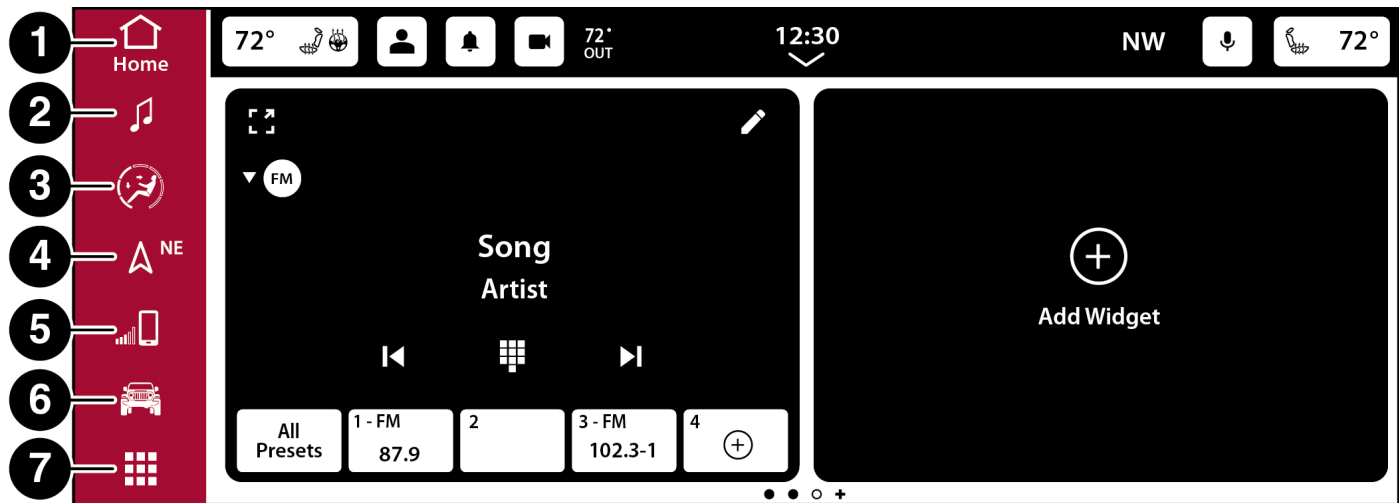 1
Home
2
3
4
NE
5
6
7
72°
72°
OUT
12:30
NW
72°
FM
Song
Artist
All
Presets
1 - FM
87.9
2
3 - FM
102.3-1
4
Add Widget